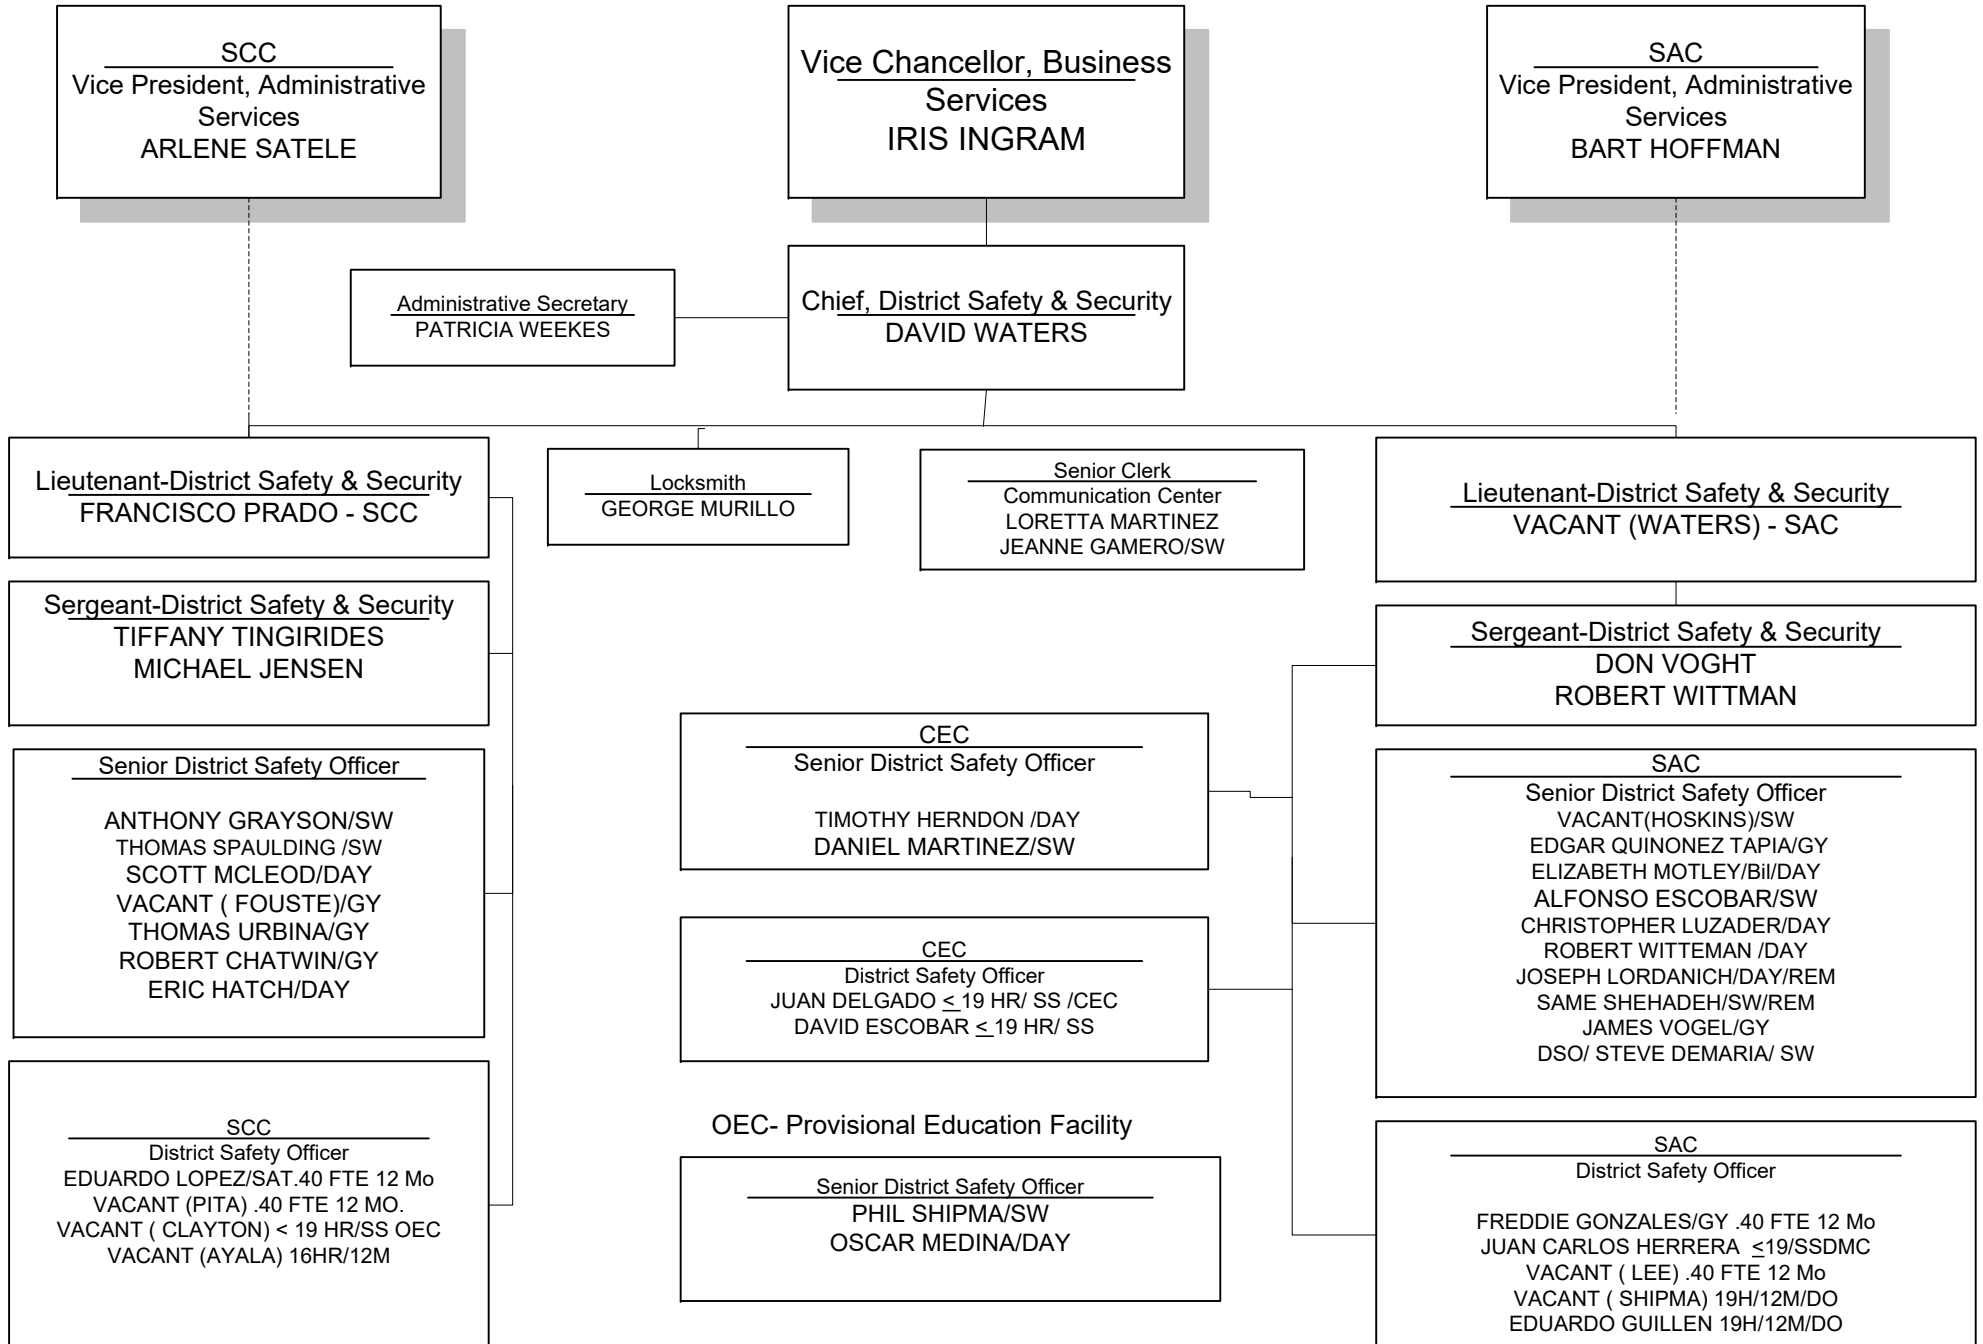 SCC
Vice President, Administrative
Services
ARLENE SATELE
Vice Chancellor, Business
Services
IRIS INGRAM
SAC
Vice President, Administrative
Services
BART HOFFMAN
Administrative Secretary
PATRICIA WEEKES
Chief, District Safety & Security
DAVID WATERS
Lieutenant-District Safety & Security
FRANCISCO PRADO - SCC
Locksmith
GEORGE MURILLO
Senior Clerk
Communication Center
LORETTA MARTINEZ
JEANNE GAMERO/SW
Lieutenant-District Safety & Security
VACANT (WATERS) - SAC
Sergeant-District Safety & Security
TIFFANY TINGIRIDES
MICHAEL JENSEN
Sergeant-District Safety & Security
DON VOGHT
ROBERT WITTMAN
Senior District Safety Officer
ANTHONY GRAYSON/SW
THOMAS SPAULDING /SW
SCOTT MCLEOD/DAY
VACANT ( FOUSTE)/GY
THOMAS URBINA/GY
ROBERT CHATWIN/GY
ERIC HATCH/DAY
CEC
Senior District Safety Officer
TIMOTHY HERNDON /DAY
DANIEL MARTINEZ/SW
SAC
Senior District Safety Officer
VACANT(HOSKINS)/SW
EDGAR QUINONEZ TAPIA/GY
ELIZABETH MOTLEY/Bil/DAY
ALFONSO ESCOBAR/SW
CHRISTOPHER LUZADER/DAY
ROBERT WITTEMAN /DAY
JOSEPH LORDANICH/DAY/REM
SAME SHEHADEH/SW/REM
JAMES VOGEL/GY
DSO/ STEVE DEMARIA/ SW
CEC
District Safety Officer
JUAN DELGADO < 19 HR/ SS /CEC
DAVID ESCOBAR < 19 HR/ SS
SCC
District Safety Officer
EDUARDO LOPEZ/SAT.40 FTE 12 Mo
VACANT (PITA) .40 FTE 12 MO.
VACANT ( CLAYTON) < 19 HR/SS OEC
VACANT (AYALA) 16HR/12M
OEC- Provisional Education Facility
Senior District Safety Officer
PHIL SHIPMA/SW
OSCAR MEDINA/DAY
SAC
District Safety Officer
FREDDIE GONZALES/GY .40 FTE 12 Mo
JUAN CARLOS HERRERA <19/SSDMC
VACANT ( LEE) .40 FTE 12 Mo
VACANT ( SHIPMA) 19H/12M/DO
EDUARDO GUILLEN 19H/12M/DO